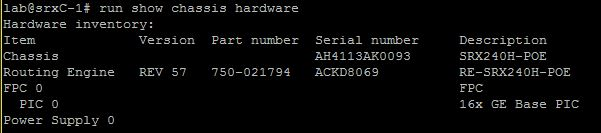 lab@srxC-1# run show chassis hardware
Hardware inventory:
Item             Version  Part number  Serial number     Description
Chassis                                AH4113AK0093      SRX240H-POE
Routing Engine   REV 57   750-021794   ACKD8069          RE-SRX240H-POE
FPC 0                                                    FPC
  PIC 0                                                  16x GE Base PIC
Power Supply 0